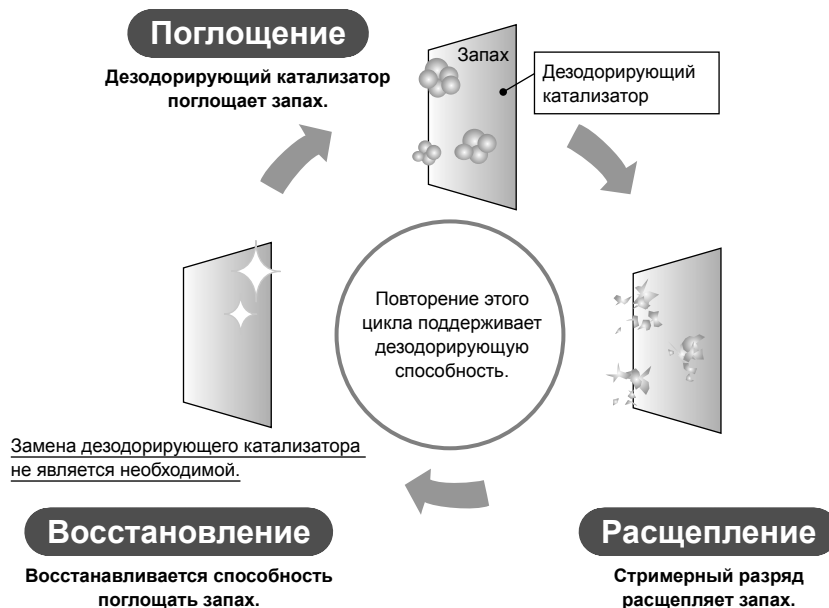 Поглощение
Дезодорирующий катализатор
поглощает запах.
Запах
Дезодорирующий
катализатор
Повторение этого
цикла поддерживает
дезодорирующую
способность.
Замена дезодорирующего катализатора
не является необходимой.
Восстановление
Восстанавливается способность
поглощать запах.
Расщепление
Стримерный разряд
расщепляет запах.